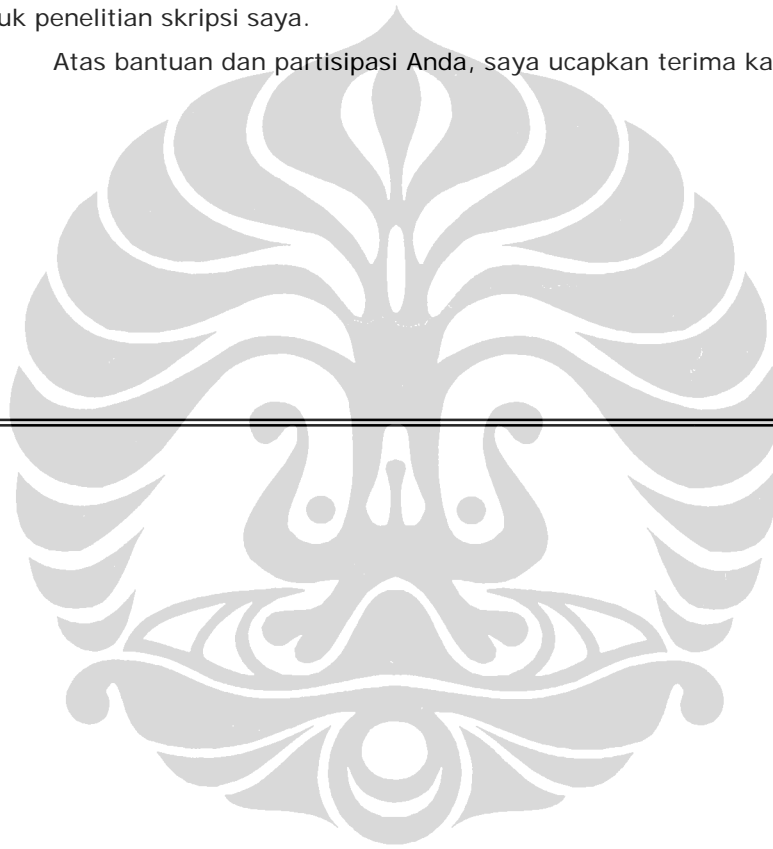 uk penelitian skripsi saya.
Atas bantuan dan partisipasi Anda, saya ucapkan terima ka